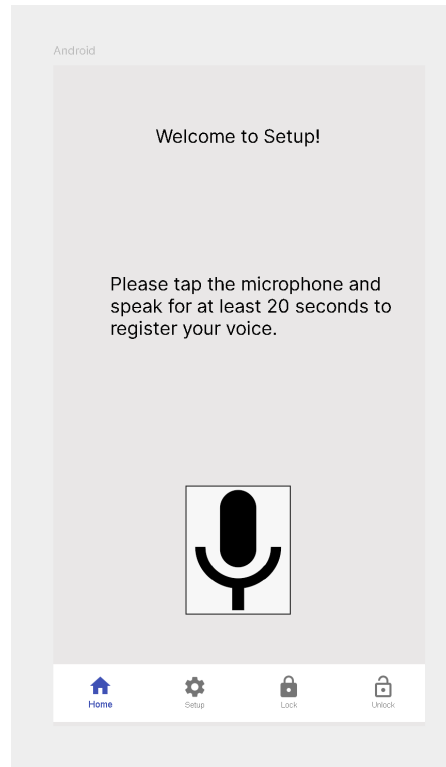 Android
Welcome to Setup!
Please tap the microphone and
speak for at least 20 seconds to
register your voice.
Home
Setup
Lock
Unlock